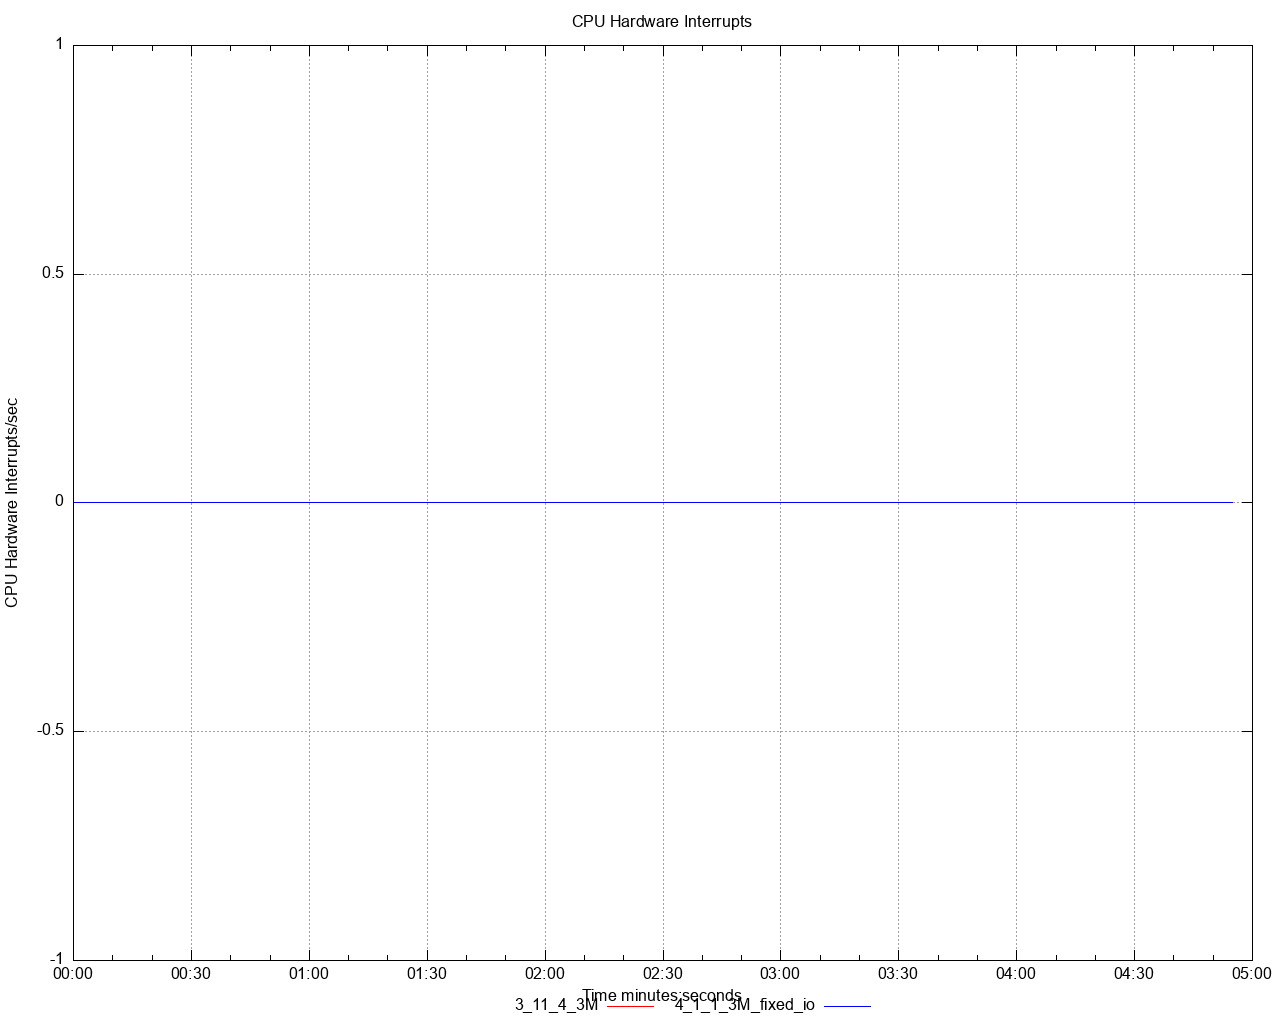 CPU Hardware Interrupts
1
0.5
0
-0.5
-1
CPU Hardware Interrupts/sec
00:00 00:30 01:00 01:30 02:00 02:30 03:00 03:30 04:00 04:30 05:00
Time minutes:seconds
3_11_4_3M 4_1_1_3M_fixed_io